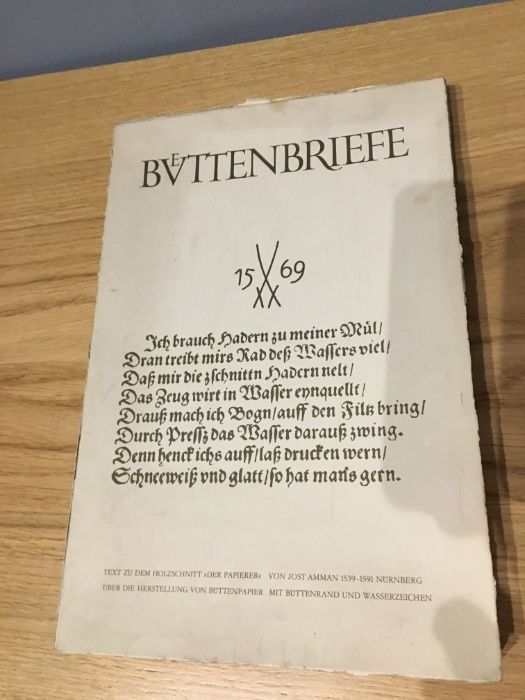 BVͤTTENBRIEFE
15 69
Ich brauch Hadern zu meiner Mül/
Dran treibt mirs Rad deß Wassers viel/
Daß mir die zschnittn Hadern nelt/
Das Zeug wirt in Wasser eynquellt/
Drauß mach ich Bogn/auff den Filtz bring/
Durch Pressz das Wasser darauß zwing.
Denn henck ichs auff/laß drucken wern/
Schneeweiß vnd glatt/so hat mans gern.
TEXT ZU DEM HOLZSCHNITT »DER PAPIERER« VON JOST AMMAN 1539-1591 NÜRNBERG
ÜBER DIE HERSTELLUNG VON BÜTTENPAPIER MIT BÜTTENRAND UND WASSERZEICHEN